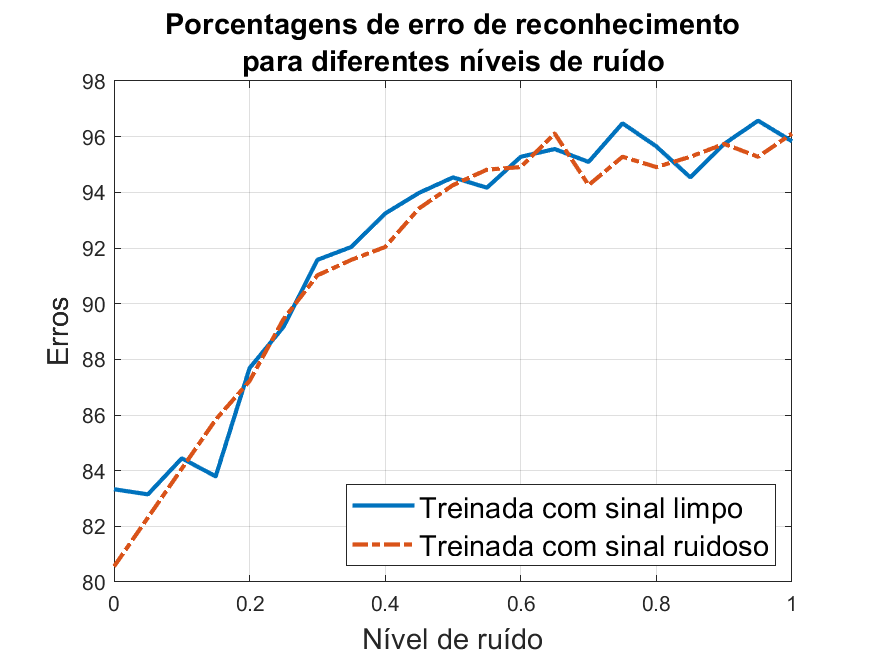 Porcentagens de erro de reconhecimento
para diferentes níveis de ruído
98
96
94
92
90
88
86
84
82
80
Erros
Treinada com sinal limpo
Treinada com sinal ruidoso
0
0.2
0.4
0.6
0.8
1
Nível de ruído